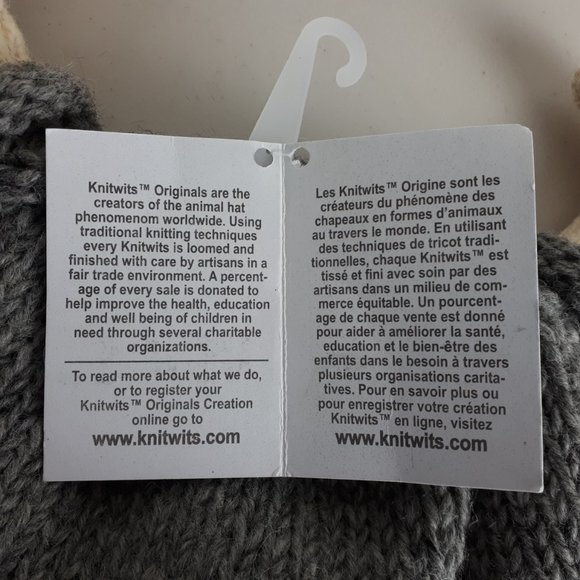 Knitwits™ Originals are the
creators of the animal hat
phenomenom worldwide. Using
traditional knitting techniques
every Knitwits is loomed and
finished with care by artisans in a
fair trade environment. A percent-
age of every sale is donated to
help improve the health, education
and well being of children in
need through several charitable
organizations.
To read more about what we do,
or to register your
Knitwits™ Originals Creation
online go to
www.knitwits.com
Les Knitwits™ Origine sont les
créateurs du phénomène des
chapeaux en formes d'animaux
au travers le monde. En utilisant
des techniques de tricot tradi-
tionnelles, chaque Knitwits™ est
tissé et fini avec soin par des
artisans dans un milieu de com-
merce équitable. Un pourcent-
age de chaque vente est donné
pour aider à améliorer la santé,
education et le bien-être des
enfants dans le besoin à travers
plusieurs organisations carita-
tives. Pour en savoir plus ou
pour enregistrer votre création
Knitwits™ en ligne, visitez
www.knitwits.com